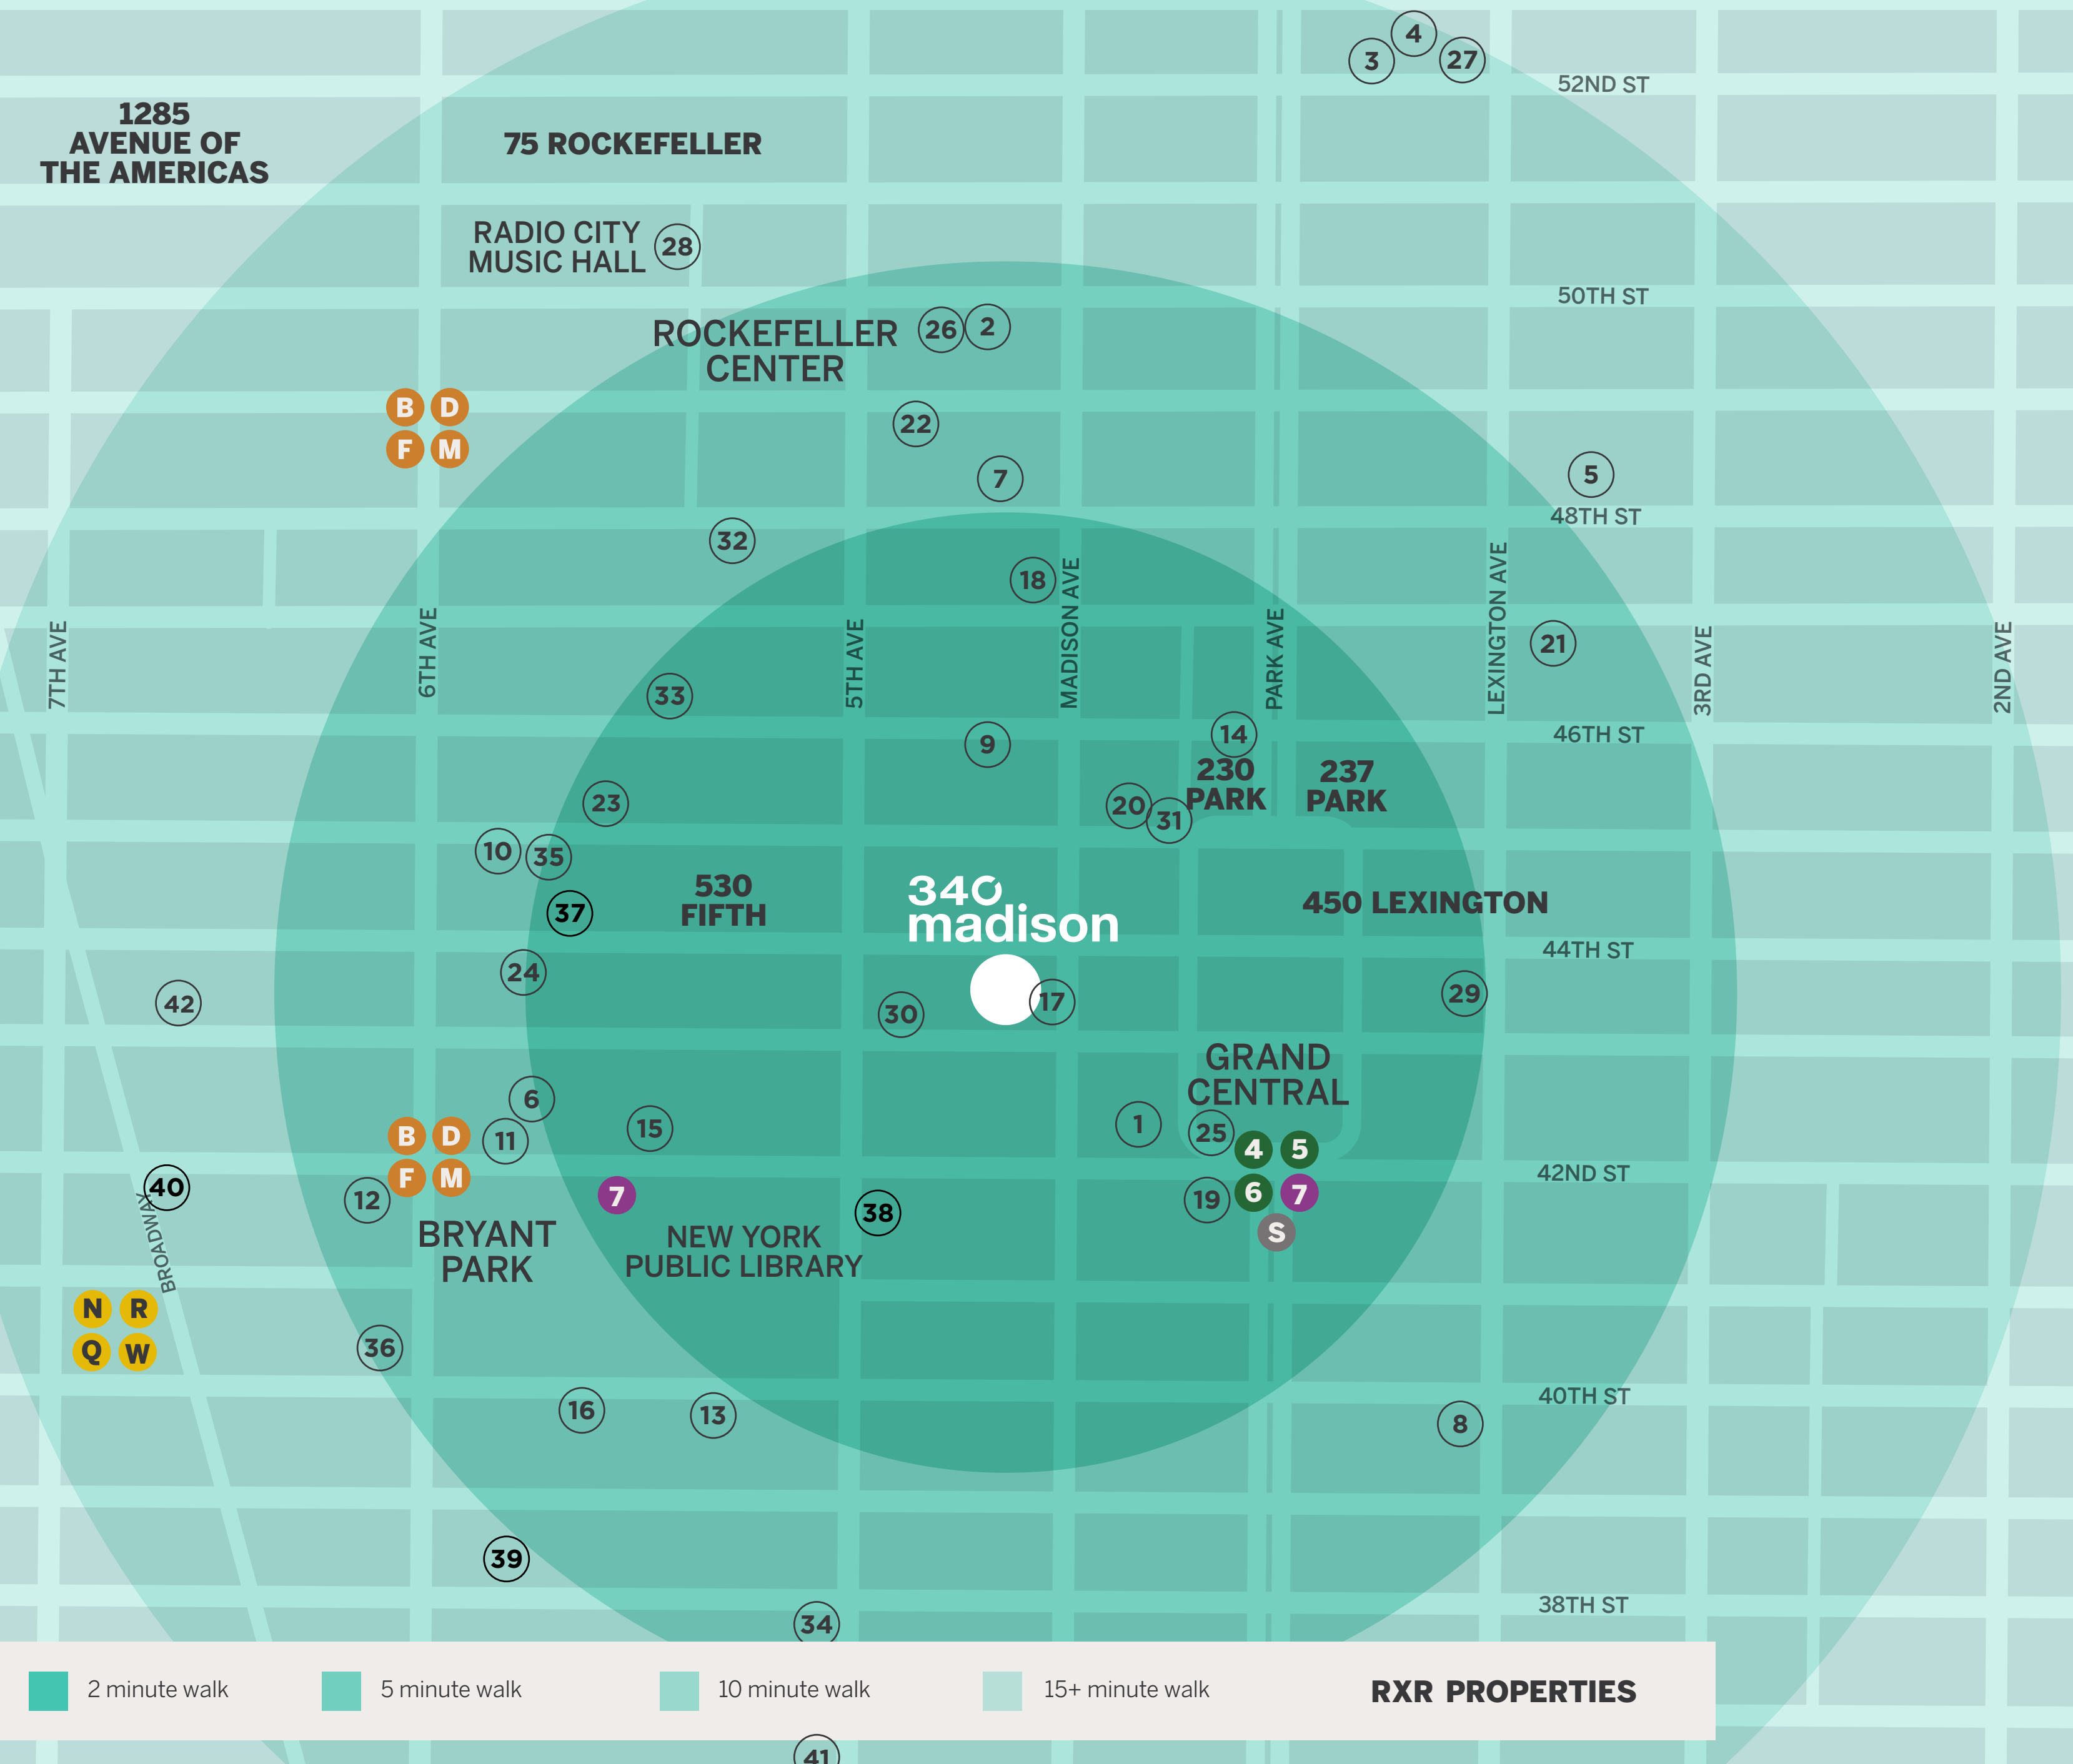 4
3
27
52ND ST
1285
AVENUE OF
THE AMERICAS
75 ROCKEFELLER
RADIO CITY
MUSIC HALL
28
50TH ST
ROCKEFELLER
CENTER
26
2
B D
F M
22
7
5
48TH ST
32
18
7TH AVE
6TH AVE
5TH AVE
MADISON AVE
PARK AVE
LEXINGTON AVE
3RD AVE
2ND AVE
21
33
9
14
46TH ST
230
PARK
237
PARK
23
20
31
10
35
37
530
FIFTH
340
madison
450 LEXINGTON
44TH ST
24
42
30
17
29
GRAND
CENTRAL
6
11
15
1
25
4 5
6 7
S
B D
F M
42ND ST
40
12
7
38
19
BROADWAY
BRYANT
PARK
NEW YORK
PUBLIC LIBRARY
N R
Q W
36
16
13
8
40TH ST
39
34
38TH ST
2 minute walk
5 minute walk
10 minute walk
15+ minute walk
RXR PROPERTIES
41